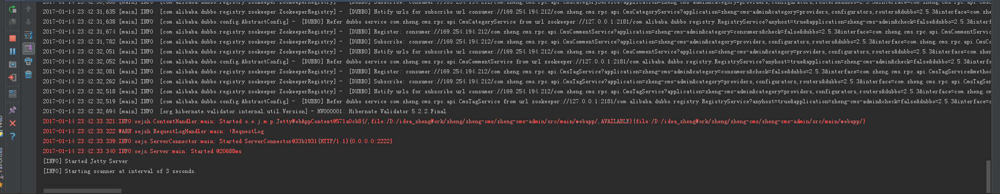 2017-01-14 23:42:31,635 [main] INFO  [com.alibaba.dubbo.registry.zookeeper.ZookeeperRegistry] -  [DUBBO] Notify urls for subscribe url consumer://169.254.194.212/com.zheng.cms.rpc.api.CmsCategoryService?application=zheng-cms-admin&category=providers,configurators,routers&dubbo=2.5.3&interface=com.zhe
2017-01-14 23:42:31,638 [main] INFO  [com.alibaba.dubbo.config.AbstractConfig] -  [DUBBO] Refer dubbo service com.zheng.cms.rpc.api.CmsCategoryService from url zookeeper://127.0.0.1:2181/com.alibaba.dubbo.registry.RegistryService?anyhost=true&application=zheng-cms-admin&check=false&dubbo=2.5.3&interf
2017-01-14 23:42:31,674 [main] INFO  [com.alibaba.dubbo.registry.zookeeper.ZookeeperRegistry] -  [DUBBO] Register: consumer://169.254.194.212/com.zheng.cms.rpc.api.CmsCommentService?application=zheng-cms-admin&category=consumers&check=false&dubbo=2.5.3&interface=com.zheng.cms.rpc.api.CmsCommentServi
2017-01-14 23:42:31,782 [main] INFO  [com.alibaba.dubbo.registry.zookeeper.ZookeeperRegistry] -  [DUBBO] Subscribe: consumer://169.254.194.212/com.zheng.cms.rpc.api.CmsCommentService?application=zheng-cms-admin&category=providers,configurators,routers&dubbo=2.5.3&interface=com.zheng.cms.rpc.api.CmsCo
2017-01-14 23:42:32,051 [main] INFO  [com.alibaba.dubbo.registry.zookeeper.ZookeeperRegistry] -  [DUBBO] Notify urls for subscribe url consumer://169.254.194.212/com.zheng.cms.rpc.api.CmsCommentService?application=zheng-cms-admin&category=providers,configurators,routers&dubbo=2.5.3&interface=com.zhen
2017-01-14 23:42:32,052 [main] INFO  [com.alibaba.dubbo.config.AbstractConfig] -  [DUBBO] Refer dubbo service com.zheng.cms.rpc.api.CmsCommentService from url zookeeper://127.0.0.1:2181/com.alibaba.dubbo.registry.RegistryService?anyhost=true&application=zheng-cms-admin&check=false&dubbo=2.5.3&interfa
2017-01-14 23:42:32,081 [main] INFO  [com.alibaba.dubbo.registry.zookeeper.ZookeeperRegistry] -  [DUBBO] Register: consumer://169.254.194.212/com.zheng.cms.rpc.api.CmsTagService?application=zheng-cms-admin&category=consumers&check=false&dubbo=2.5.3&interface=com.zheng.cms.rpc.api.CmsTagService&method
2017-01-14 23:42:32,262 [main] INFO  [com.alibaba.dubbo.registry.zookeeper.ZookeeperRegistry] -  [DUBBO] Subscribe: consumer://169.254.194.212/com.zheng.cms.rpc.api.CmsTagService?application=zheng-cms-admin&category=providers,configurators,routers&dubbo=2.5.3&interface=com.zheng.cms.rpc.api.CmsTagSer
2017-01-14 23:42:32,518 [main] INFO  [com.alibaba.dubbo.registry.zookeeper.ZookeeperRegistry] -  [DUBBO] Notify urls for subscribe url consumer://169.254.194.212/com.zheng.cms.rpc.api.CmsTagService?application=zheng-cms-admin&category=providers,configurators,routers&dubbo=2.5.3&interface=com.zheng.cm
2017-01-14 23:42:32,519 [main] INFO  [com.alibaba.dubbo.config.AbstractConfig] -  [DUBBO] Refer dubbo service com.zheng.cms.rpc.api.CmsTagService from url zookeeper://127.0.0.1:2181/com.alibaba.dubbo.registry.RegistryService?anyhost=true&application=zheng-cms-admin&check=false&dubbo=2.5.3&interface=c
2017-01-14 23:42:32,694 [main] INFO  [org.hibernate.validator.internal.util.Version] - HV000001: Hibernate Validator 5.2.2.Final
2017-01-14 23:42:33.321:INFO:oejsh.ContextHandler:main: Started o.e.j.m.p.JettyWebAppContext@571a0cb8{/,file:/D:/idea_zhengWork/zheng/zheng-cms/zheng-cms-admin/src/main/webapp/,AVAILABLE}{file:/D:/idea_zhengWork/zheng/zheng-cms/zheng-cms-admin/src/main/webapp/}
2017-01-14 23:42:33.322:WARN:oejsh.RequestLogHandler:main: !RequestLog
2017-01-14 23:42:33.339:INFO:oejs.ServerConnector:main: Started ServerConnector@33b1931{HTTP/1.1}{0.0.0.0:2222}
2017-01-14 23:42:33.340:INFO:oejs.Server:main: Started @20688ms
[INFO] Started Jetty Server
[INFO] Starting scanner at interval of 3 seconds.